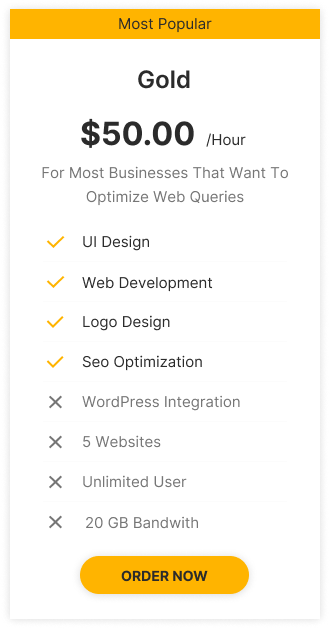 Most Popular
Gold
$50.00 /Hour
For Most Businesses That Want To
Optimize Web Queries
UI Design
Web Development
Logo Design
Seo Optimization
WordPress Integration
5 Websites
Unlimited User
20 GB Bandwith
ORDER NOW